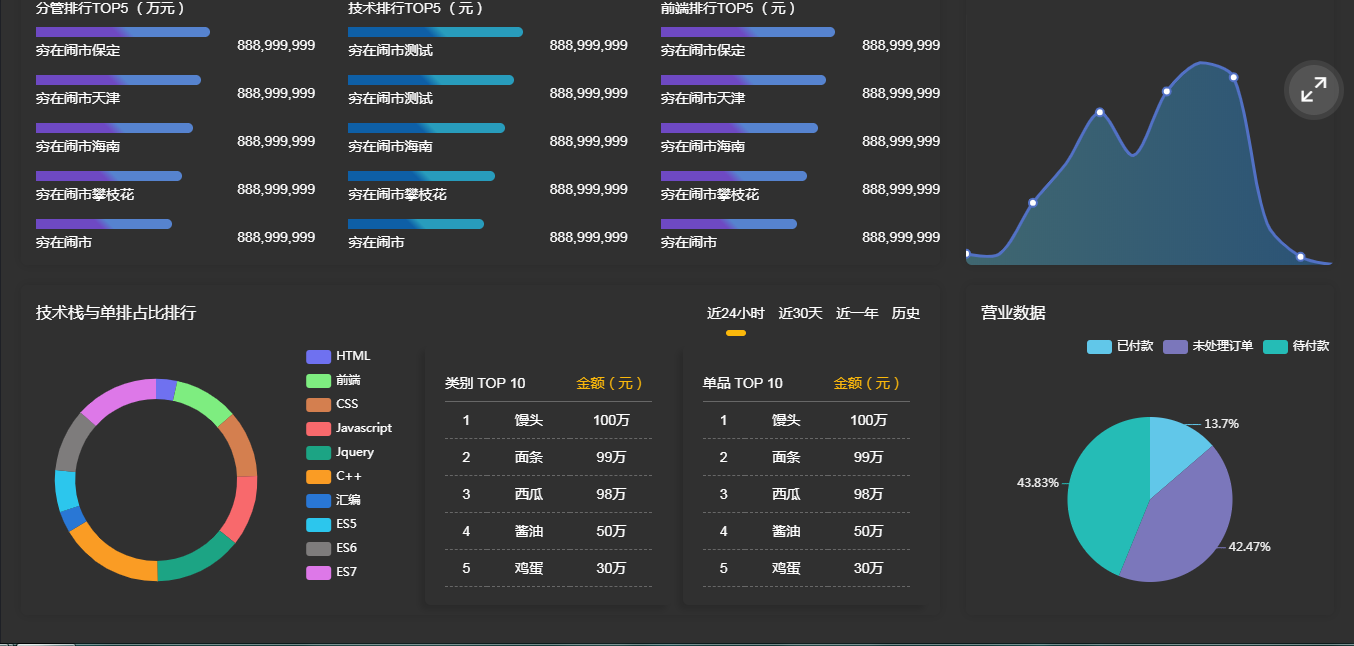 分管排行TOP5（万元）
穷在闹市保定 888,999,999
穷在闹市天津 888,999,999
穷在闹市海南 888,999,999
穷在闹市攀枝花 888,999,999
穷在闹市 888,999,999
技术排行TOP5（元）
穷在闹市测试 888,999,999
穷在闹市测试 888,999,999
穷在闹市海南 888,999,999
穷在闹市攀枝花 888,999,999
穷在闹市 888,999,999
前端排行TOP5（元）
穷在闹市保定 888,999,999
穷在闹市天津 888,999,999
穷在闹市海南 888,999,999
穷在闹市攀枝花 888,999,999
穷在闹市 888,999,999
技术栈与单排占比排行
近24小时 近30天 近一年 历史
HTML
前端
CSS
Javascript
Jquery
C++
汇编
ES5
ES6
ES7
类别 TOP 10 金额（元）
1 馒头 100万
2 面条 99万
3 西瓜 98万
4 酱油 50万
5 鸡蛋 30万
单品 TOP 10 金额（元）
1 馒头 100万
2 面条 99万
3 西瓜 98万
4 酱油 50万
5 鸡蛋 30万
营业数据
已付款 未处理订单 待付款
13.7%
43.83%
42.47%